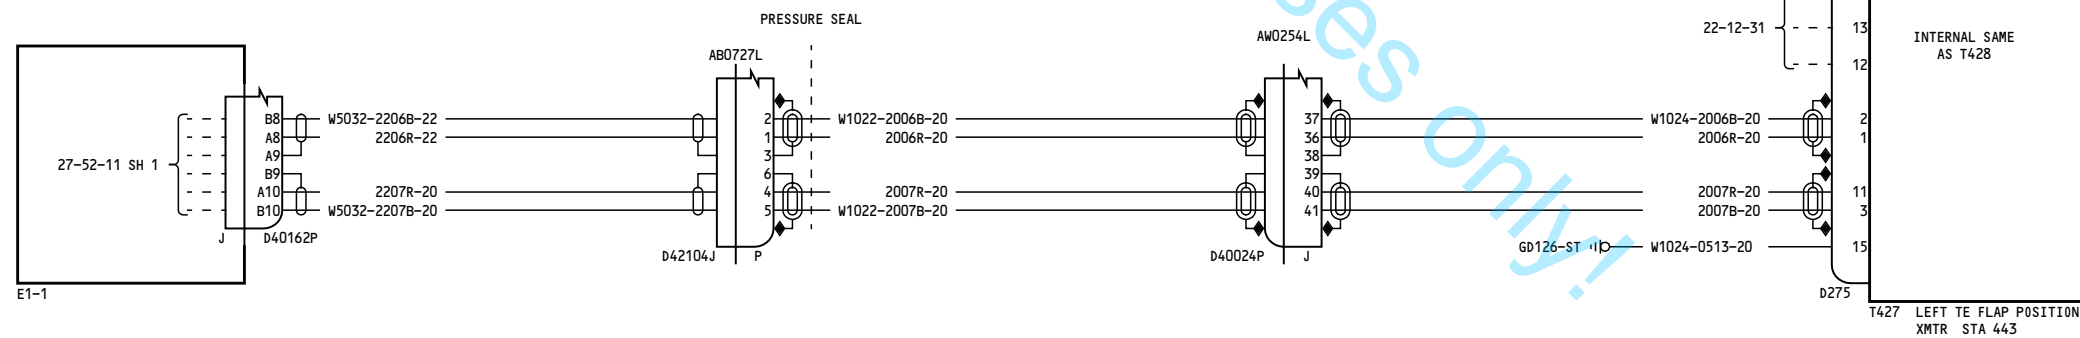 PRESSURE SEAL
22-12-31
13
12
INTERNAL SAME
AS T428
AB0727L
AW0254L
27-52-11 SH 1
B8
A8
A9
B9
A10
B10
J
D40162P
E1-1
W5032-2206B-22
2206R-22
2207R-20
W5032-2207B-20
2
1
3
6
4
5
D42104J
P
W1022-2006B-20
2006R-20
2007R-20
W1022-2007B-20
37
36
38
39
40
41
D40024P
J
W1024-2006B-20
2006R-20
2007R-20
2007B-20
GD126-ST
W1024-0513-20
2
1
11
3
15
D275
T427 LEFT TE FLAP POSITION
XMTR STA 443
ses only!